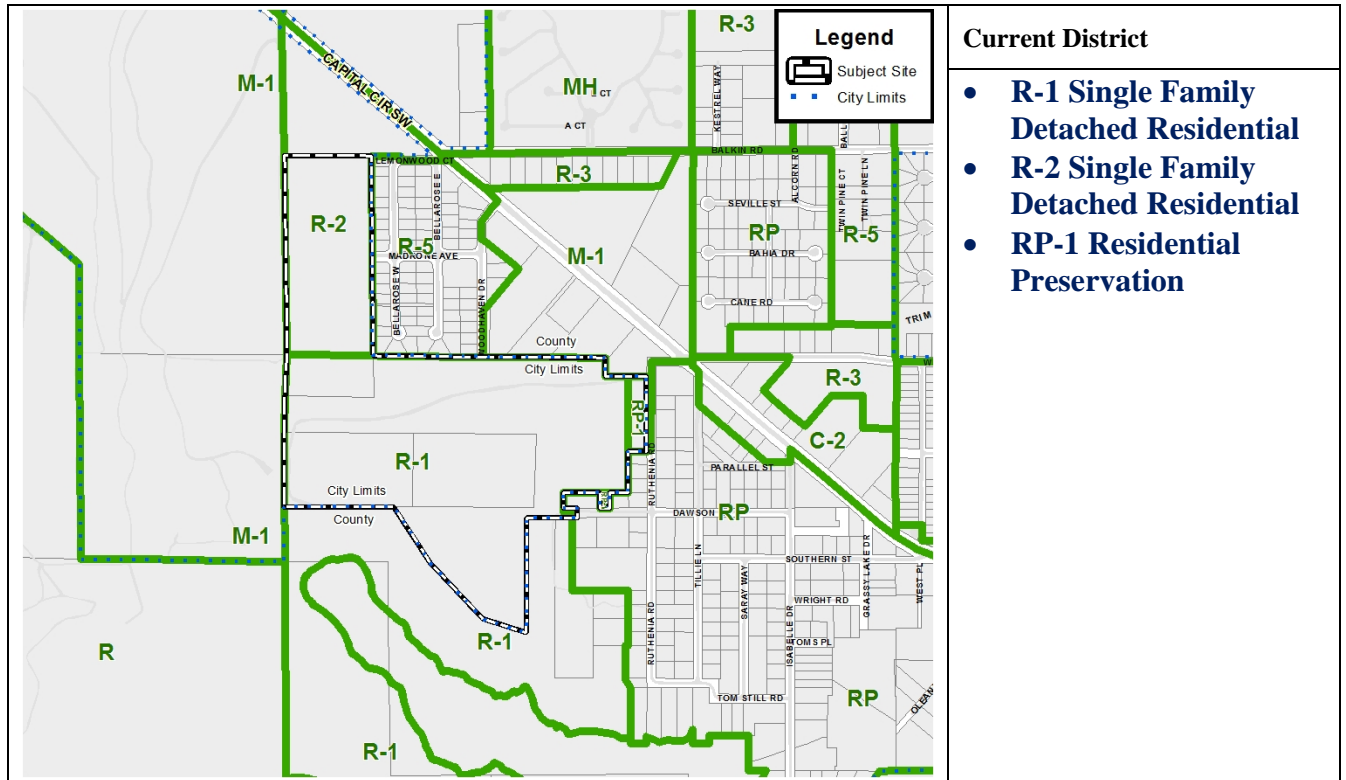 R-3
Legend
Subject Site
City Limits
M-1
CAPITAL CIR SW
MH
CT
A CT
KESTREL WAY
BALKIN RD
ALCORN RD
LEMONWOOD CT
R-3
R-2
BELLAROSE E
R-5
MADRONE AVE
BELLAROSE W
WOODHAVEN DR
M-1
SEVILLE ST
RP
BAHIA DR
CANE RD
TWIN PINE CT
TWIN PINE LN
R-5
TRIM
County
City Limits
RP-1
R-3
C-2
R-1
City Limits
County
M-1
RUTHENIA RD
PARALLEL ST
DAWSON
RP
TILLIE LN
SOUTHERN ST
SARAY WAY
WRIGHT RD
GRASSY LAKE DR
WEST PL
ISABELLE DR
TOMS PL
RUTHENIA RD
R-1
R
TOM STILL RD
RP
R-1
Current District
• R-1 Single Family
Detached Residential
• R-2 Single Family
Detached Residential
• RP-1 Residential
Preservation